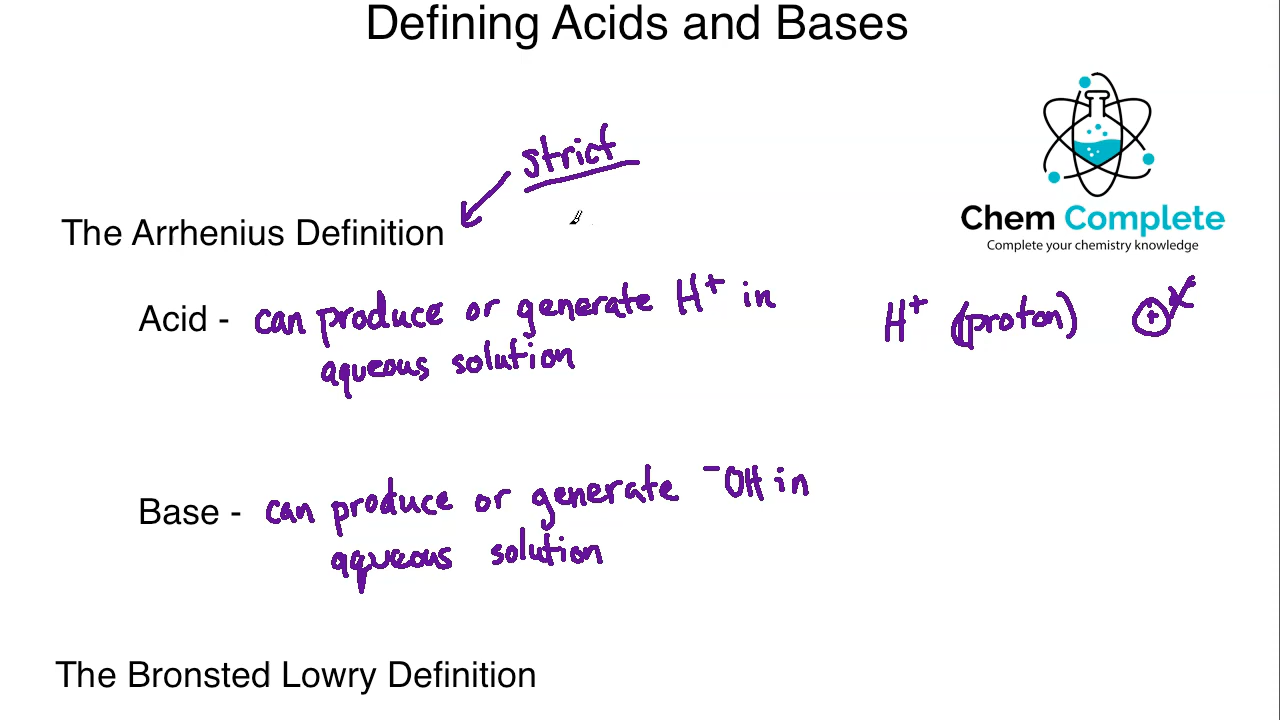 Defining Acids and Bases
strict
The Arrhenius Definition
Chem Complete
Complete your chemistry knowledge
Acid - can produce or generate H⁺ in
aqueous solution
H⁺ (proton) +
Base - can produce or generate ⁻OH in
aqueous solution
The Bronsted Lowry Definition